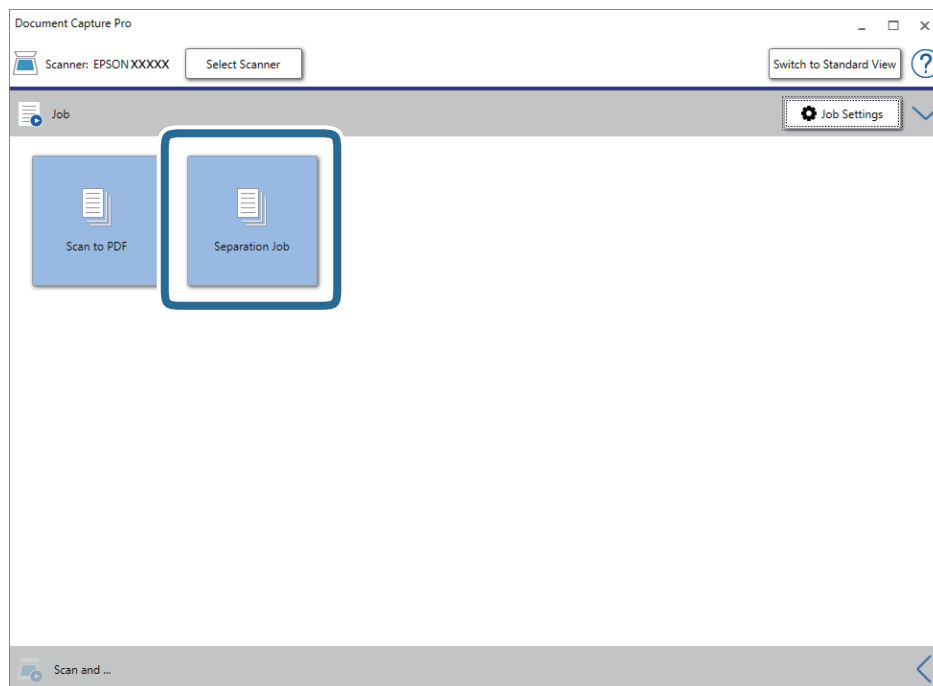 Document Capture Pro
Scanner: EPSON XXXXX
Select Scanner
Switch to Standard View
?
Job
Job Settings
Scan to PDF
Separation Job
Scan and ...